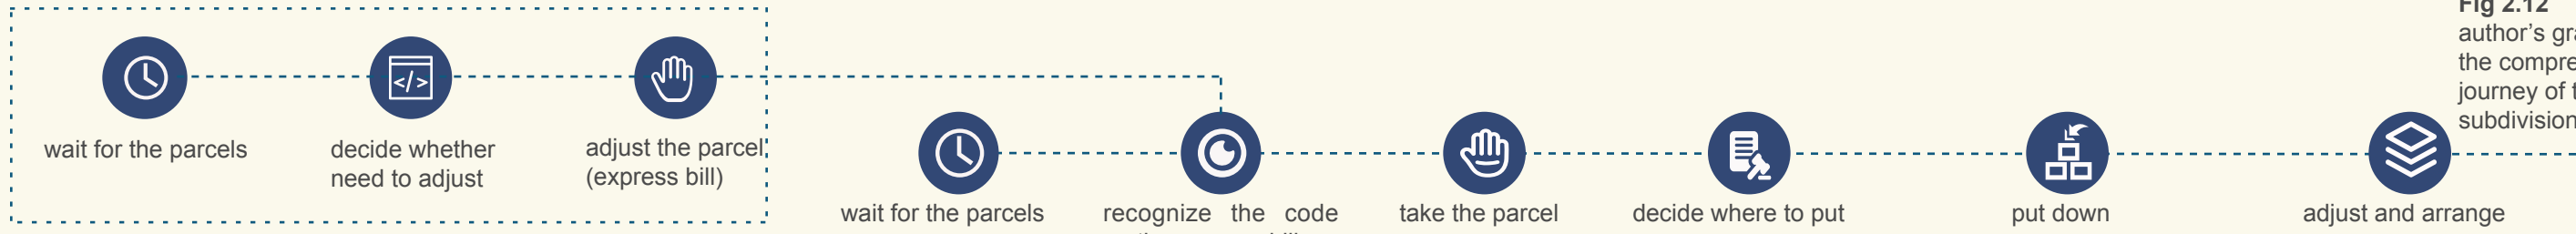 wait for the parcels
decide whether
need to adjust
adjust the parcel
(express bill)
wait for the parcels
recognize the code
take the parcel
decide where to put
put down
adjust and arrange
Fig 2.12
author's
the
journey of
subdivision